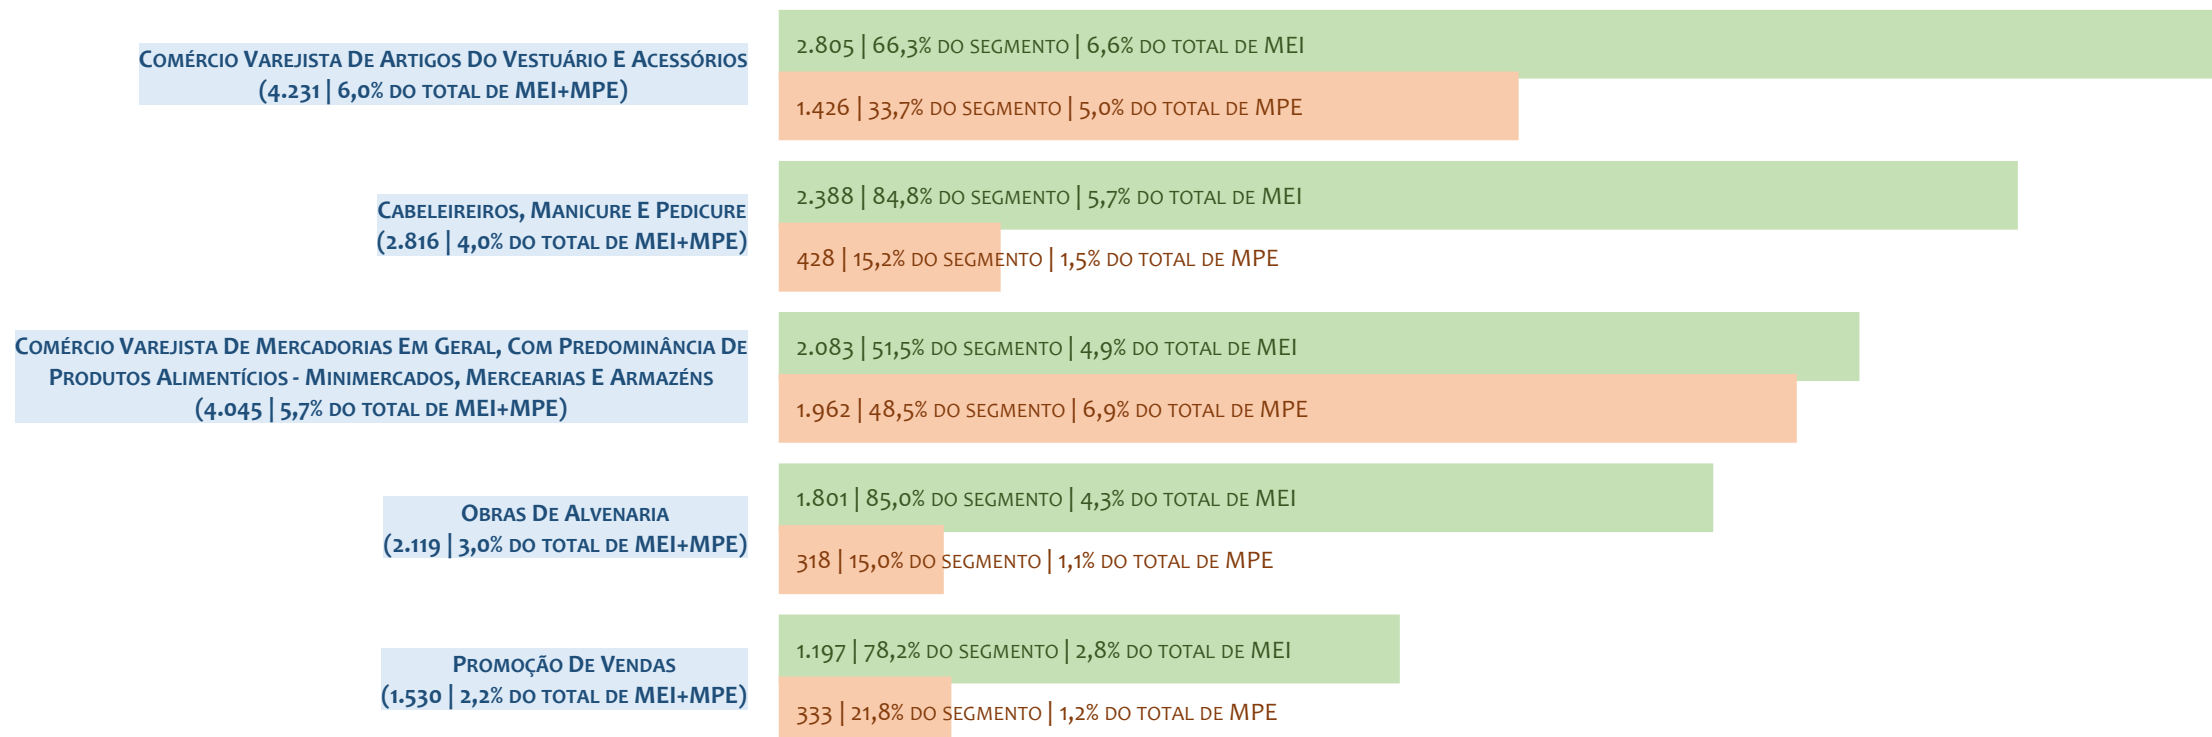 Comércio Varejista De Artigos Do Vestuário E Acessórios
(4.231 | 6,0% do total de MEI+MPE)
2.805 | 66,3% do segmento | 6,6% do total de MEI
1.426 | 33,7% do segmento | 5,0% do total de MPE
Cabeleireiros, Manicure E Pedicure
(2.816 | 4,0% do total de MEI+MPE)
2.388 | 84,8% do segmento | 5,7% do total de MEI
428 | 15,2% do segmento | 1,5% do total de MPE
Comércio Varejista De Mercadorias Em Geral, Com Predominância De
Produtos Alimentícios - Minimercados, Mercearias E Armazéns
(4.045 | 5,7% do total de MEI+MPE)
2.083 | 51,5% do segmento | 4,9% do total de MEI
1.962 | 48,5% do segmento | 6,9% do total de MPE
Obras De Alvenaria
(2.119 | 3,0% do total de MEI+MPE)
1.801 | 85,0% do segmento | 4,3% do total de MEI
318 | 15,0% do segmento | 1,1% do total de MPE
Promoção De Vendas
(1.530 | 2,2% do total de MEI+MPE)
1.197 | 78,2% do segmento | 2,8% do total de MEI
333 | 21,8% do segmento | 1,2% do total de MPE